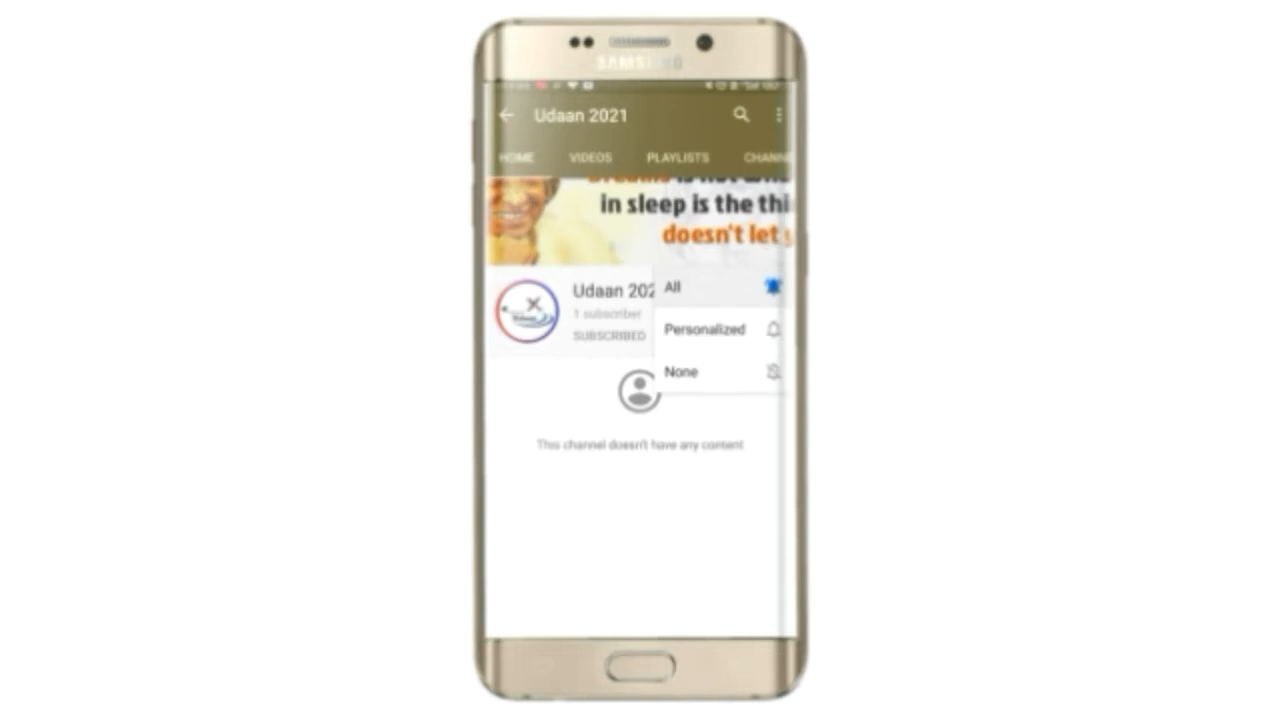 SAMSUNG
Udaan 2021
HOME VIDEOS PLAYLISTS CHANN
in sleep is the thi
doesn't let
Udaan 202
1 subscriber
SUBSCRIBED
All
Personalized
None
This channel doesn't have any content